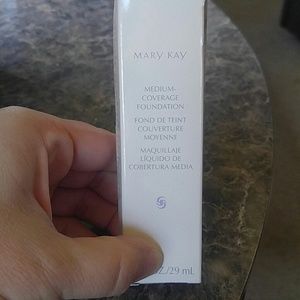 MARY KAY
MEDIUM-
COVERAGE
FOUNDATION
FOND DE TEINT
COUVERTURE
MOYENNE
MAQUILLAJE
LÍQUIDO DE
COBERTURA MEDIA
Z./29 mL